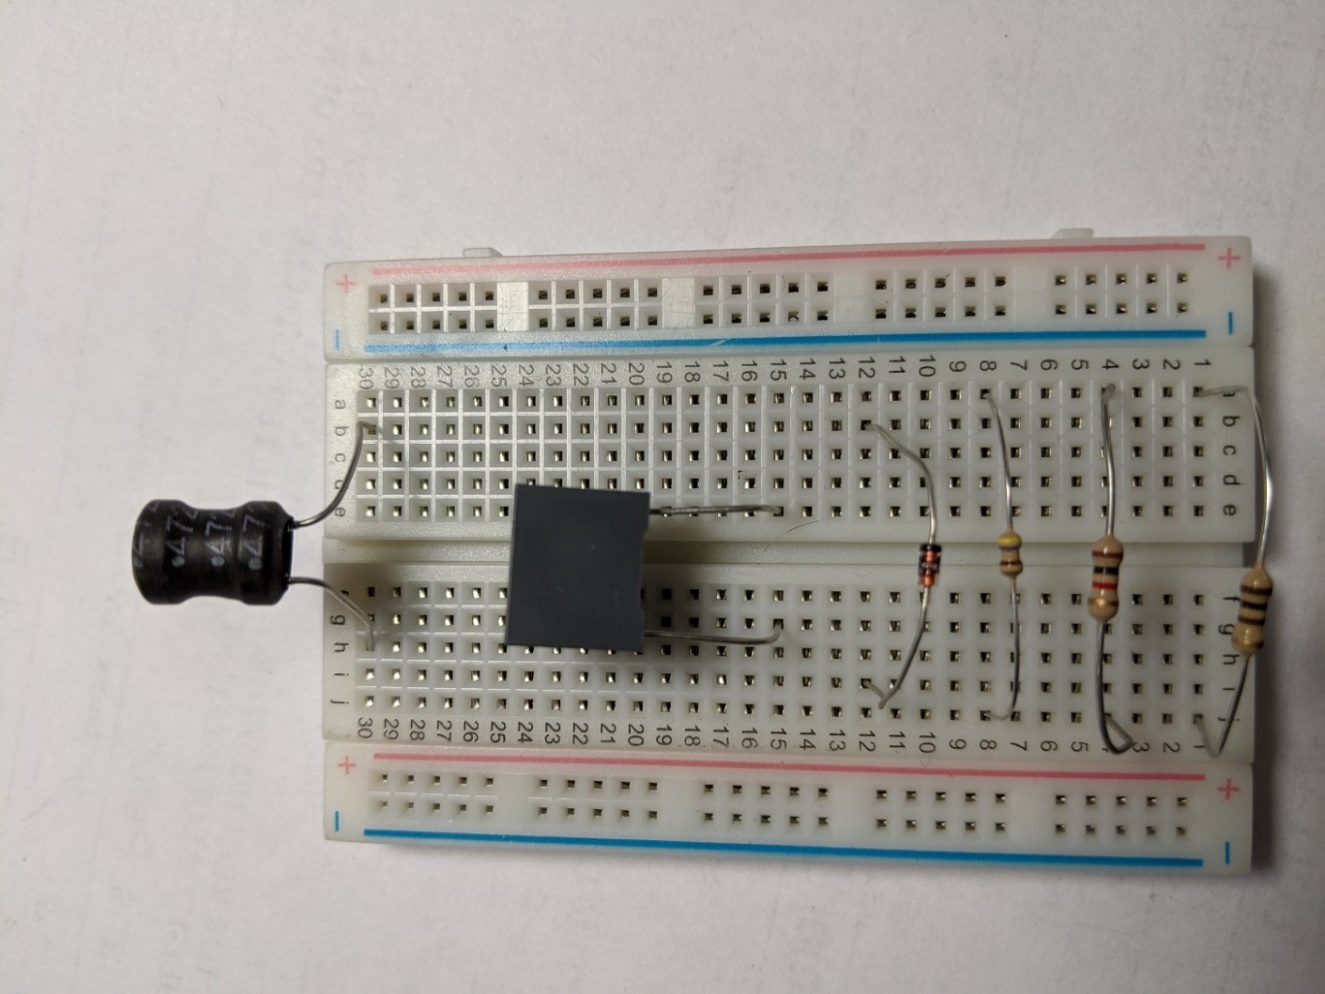 + +
- -
30 29 28 27 26 25 24 23 22 21 20 19 18 17 16 15 14 13 12 11 10 9 8 7 6 5 4 3 2 1
a
b b
c c
d d
e e
47 47 47
f
g g
h h
i i
j j
30 29 28 27 26 25 24 23 22 21 20 19 18 17 16 15 14 13 12 11 10 9 8 7 6 5 3 2 1
+ +
- -